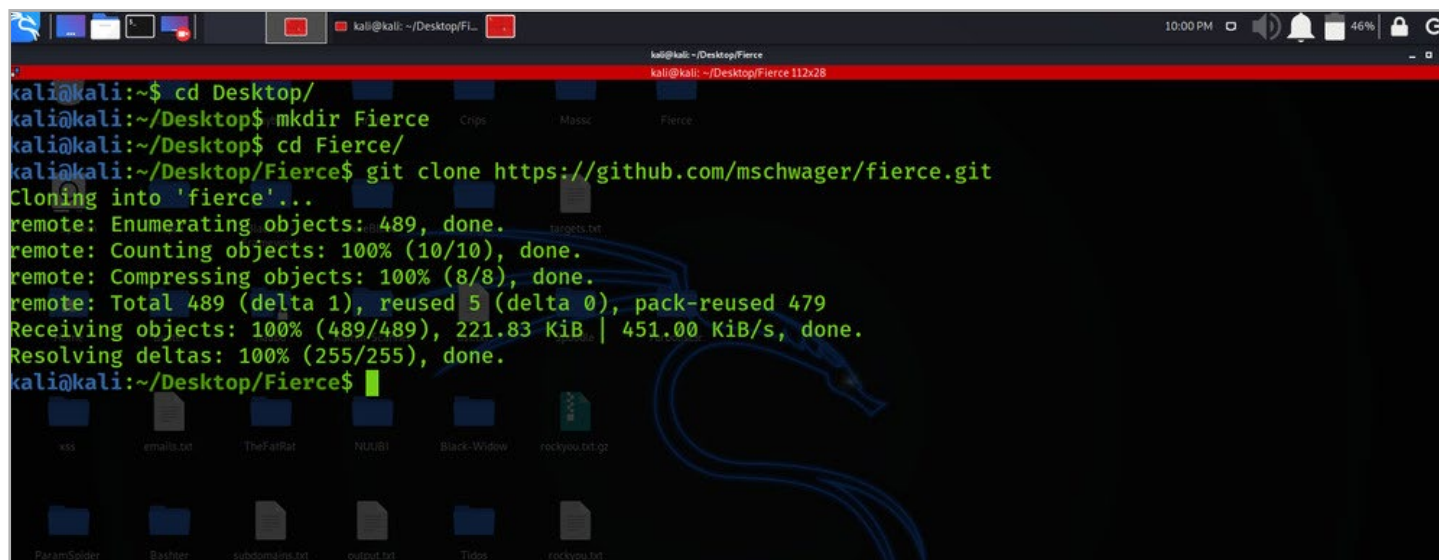 kali@kali: ~/Desktop/Fi...
10:00 PM
46%
kali@kali: ~/Desktop/Fierce
kali@kali: ~/Desktop/Fierce 112x28
kali@kali:~$ cd Desktop/
kali@kali:~/Desktop$ mkdir Fierce
kali@kali:~/Desktop$ cd Fierce/
kali@kali:~/Desktop/Fierce$ git clone https://github.com/mschwager/fierce.git
Cloning into 'fierce'...
remote: Enumerating objects: 489, done.
remote: Counting objects: 100% (10/10), done.
remote: Compressing objects: 100% (8/8), done.
remote: Total 489 (delta 1), reused 5 (delta 0), pack-reused 479
Receiving objects: 100% (489/489), 221.83 KiB | 451.00 KiB/s, done.
Resolving deltas: 100% (255/255), done.
kali@kali:~/Desktop/Fierce$
Crips Massc Fierce
targets.txt
xss emails.txt TheFatRat NUUBI Black-Widow rockyou.txt.gz
ParamSpider Bashter subdomains.txt output.txt Tidos rockyou.txt